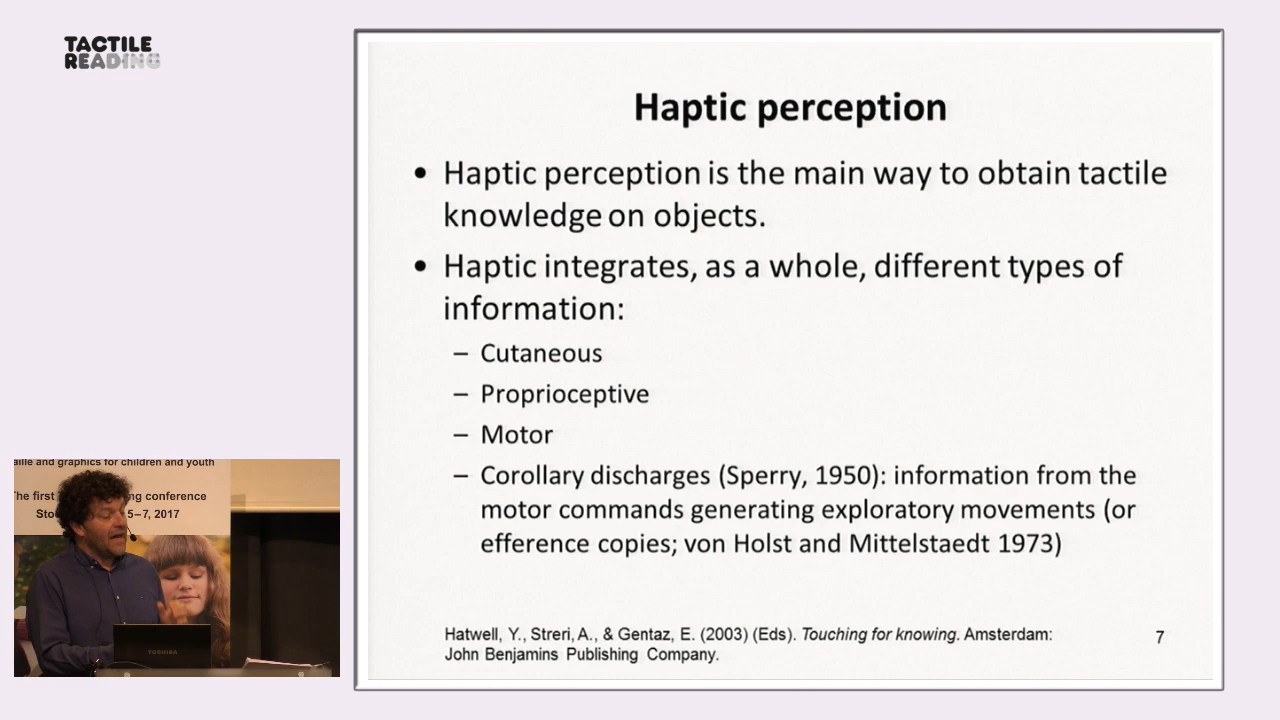 TACTILE
READING
Haptic perception
• Haptic perception is the main way to obtain tactile
knowledge on objects.
• Haptic integrates, as a whole, different types of
information:
– Cutaneous
– Proprioceptive
– Motor
– Corollary discharges (Sperry, 1950): information from the
motor commands generating exploratory movements (or
efference copies; von Holst and Mittelstaedt 1973)
Hatwell, Y., Streri, A., & Gentaz, E. (2003) (Eds). Touching for knowing. Amsterdam:
John Benjamins Publishing Company.
7
and graphics for children and youth
The first conference
5–7, 2017
TOSHIBA